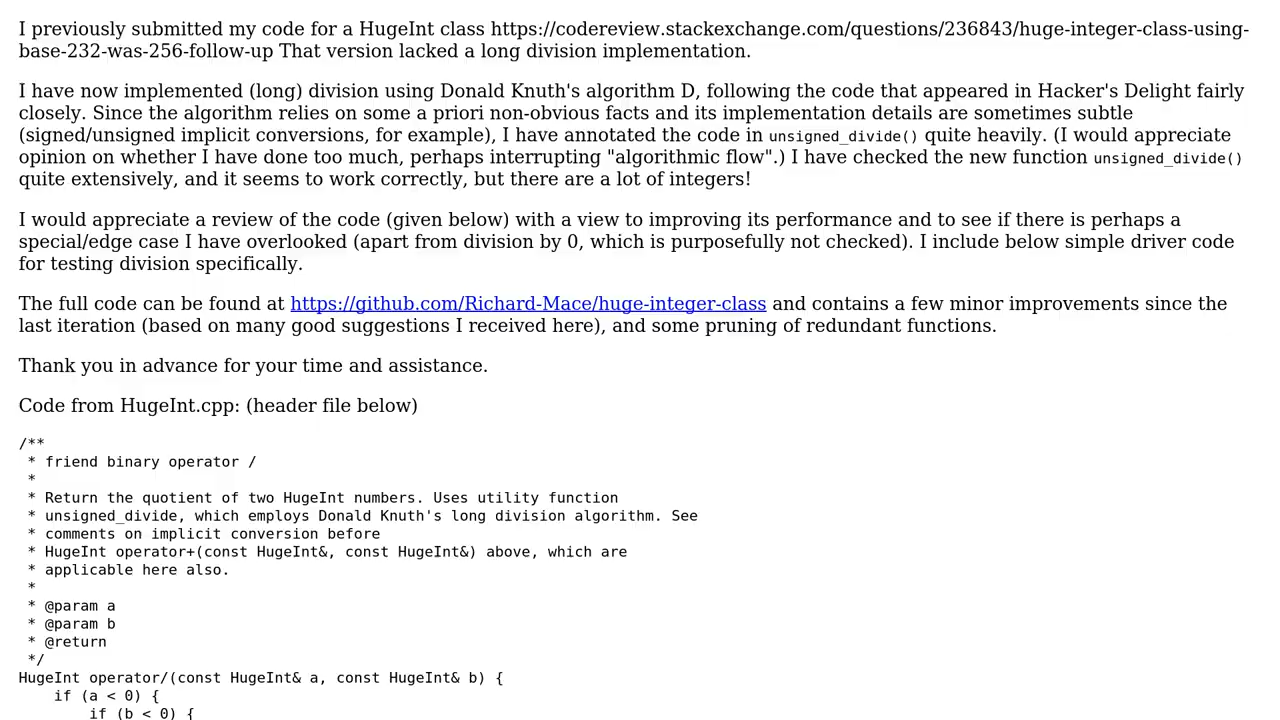 I previously submitted my code for a HugeInt class https://codereview.stackexchange.com/questions/236843/huge-integer-class-using-
base-232-was-256-follow-up That version lacked a long division implementation.
I have now implemented (long) division using Donald Knuth's algorithm D, following the code that appeared in Hacker's Delight fairly
closely. Since the algorithm relies on some a priori non-obvious facts and its implementation details are sometimes subtle
(signed/unsigned implicit conversions, for example), I have annotated the code in unsigned_divide() quite heavily. (I would appreciate
opinion on whether I have done too much, perhaps interrupting "algorithmic flow".) I have checked the new function unsigned_divide()
quite extensively, and it seems to work correctly, but there are a lot of integers!
I would appreciate a review of the code (given below) with a view to improving its performance and to see if there is perhaps a
special/edge case I have overlooked (apart from division by 0, which is purposefully not checked). I include below simple driver code
for testing division specifically.
The full code can be found at https://github.com/Richard-Mace/huge-integer-class and contains a few minor improvements since the
last iteration (based on many good suggestions I received here), and some pruning of redundant functions.
Thank you in advance for your time and assistance.
Code from HugeInt.cpp: (header file below)
/**
 * friend binary operator /
 *
 * Return the quotient of two HugeInt numbers. Uses utility function
 * unsigned_divide, which employs Donald Knuth's long division algorithm. See
 * comments on implicit conversion before
 * HugeInt operator+(const HugeInt&, const HugeInt&) above, which are
 * applicable here also.
 *
 * @param a
 * @param b
 * @return
 */
HugeInt operator/(const HugeInt& a, const HugeInt& b) {
    if (a < 0) {
        if (b < 0) {